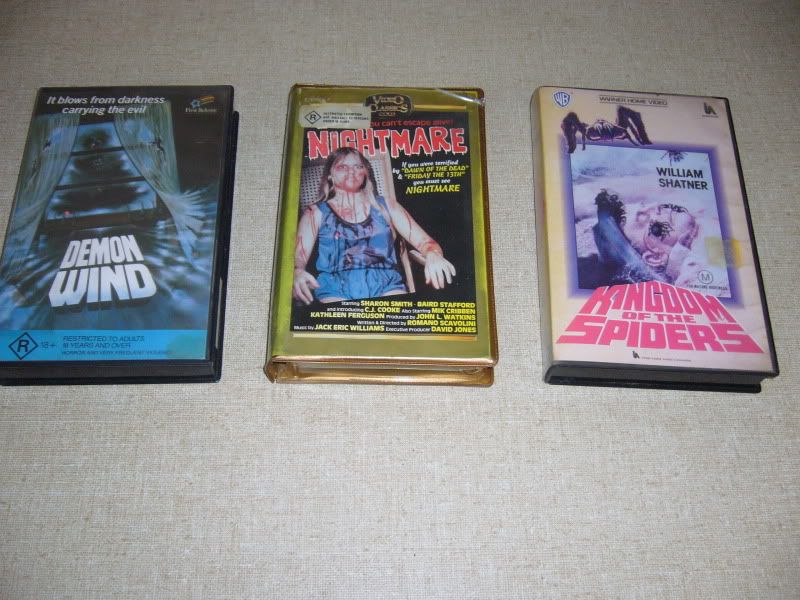 It blows from darkness
carrying the evil
First Release
DEMON
WIND
R 18+
RESTRICTED TO ADULTS
18 YEARS AND OVER
HORROR AND VERY FREQUENT VIOLENCE
VIDEO
CLASSICS
GOLD
R
you can't escape alive!
NIGHTMARE
If you were terrified
by "DAWN OF THE DEAD"
& "FRIDAY THE 13TH"
you must see
NIGHTMARE
Starring SHARON SMITH - BAIRD STAFFORD
and introducing C.J. COOKE Also Starring MIK CRIBBEN
KATHLEEN FERGUSON Produced by JOHN L. WATKINS
Written & Directed by ROMANO SCAVOLINI
Music by JACK ERIC WILLIAMS Executive Producer DAVID JONES
WB
WARNER HOME VIDEO
WILLIAM
SHATNER
M
KINGDOM
OF THE
SPIDERS